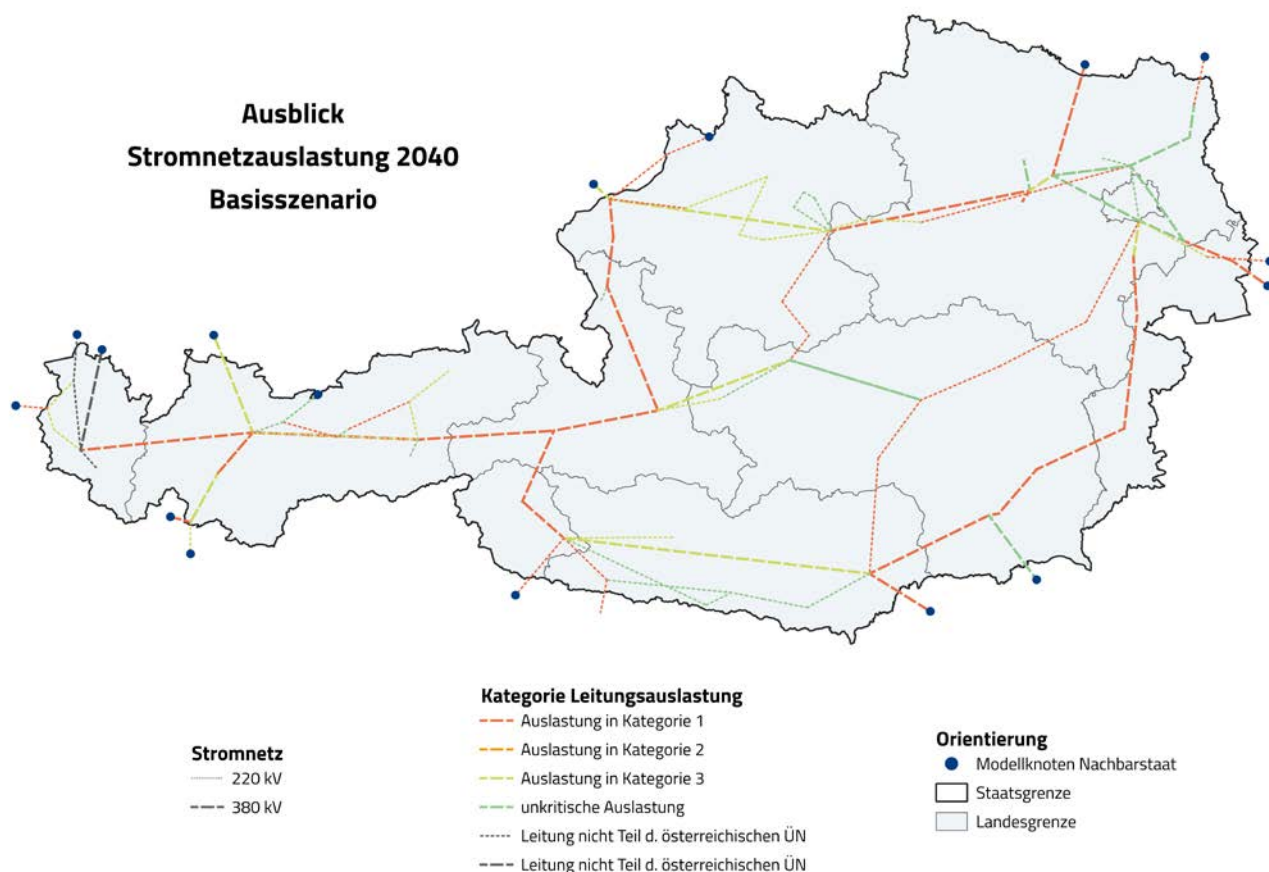 Ausblick
Stromnetzauslastung 2040
Basisszenario
Stromnetz
220 kV
380 kV
Kategorie Leitungsauslastung
Auslastung in Kategorie 1
Auslastung in Kategorie 2
Auslastung in Kategorie 3
unkritische Auslastung
Leitung nicht Teil d. österreichischen ÜN
Leitung nicht Teil d. österreichischen ÜN
Orientierung
Modellknoten Nachbarstaat
Staatsgrenze
Landesgrenze